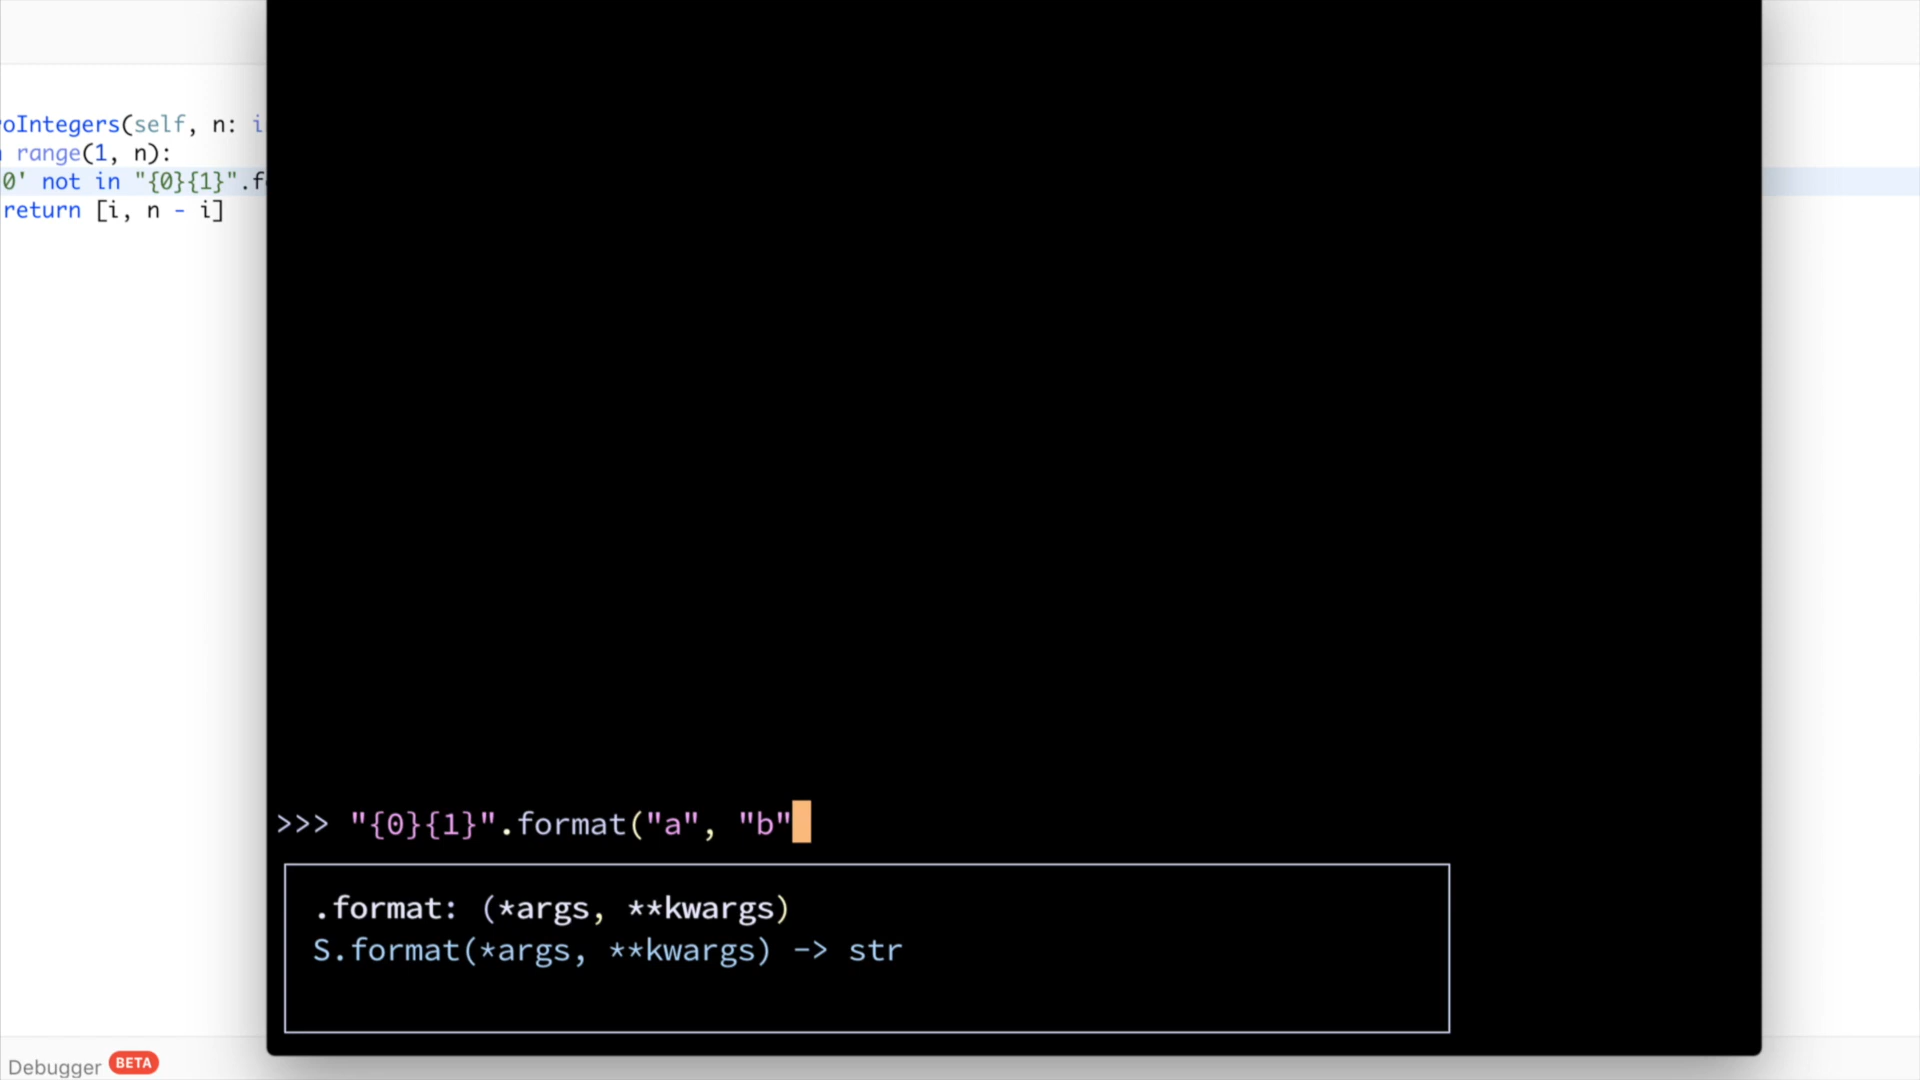 oIntegers(self, n: i
range(1, n):
0' not in "{0}{1}".f
return [i, n - i]
>>> "{0}{1}".format("a", "b"
.format: (*args, **kwargs)
S.format(*args, **kwargs) -> str
Debugger BETA